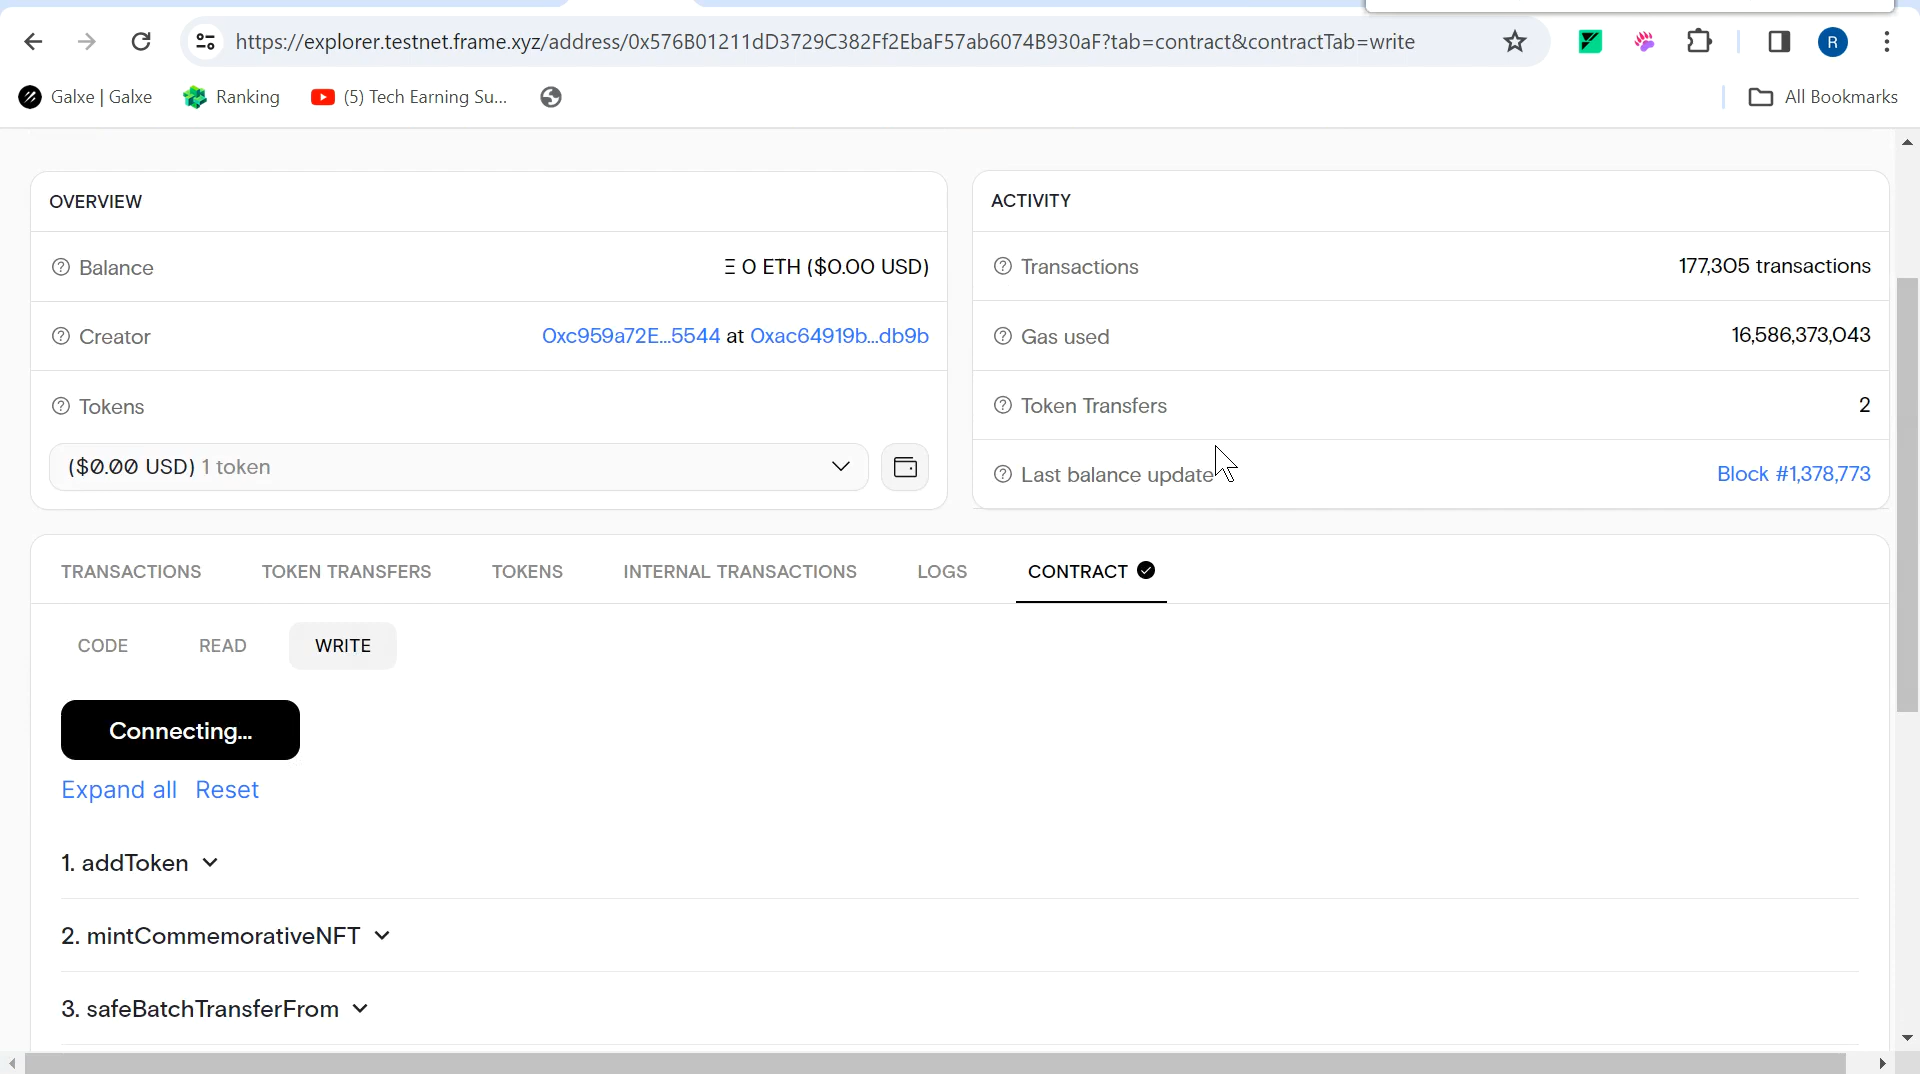 https://explorer.testnet.frame.xyz/address/0x576B01211dD3729C382Ff2EbaF57ab6074B930aF?tab=contract&contractTab=write
R
Galxe | Galxe
Ranking
(5) Tech Earning Su...
All Bookmarks
OVERVIEW
Balance
Ξ 0 ETH ($0.00 USD)
Creator
0xc959a72E...5544 at 0xac64919b...db9b
Tokens
($0.00 USD) 1 token
ACTIVITY
Transactions
177,305 transactions
Gas used
16,586,373,043
Token Transfers
2
Last balance update
Block #1,378,773
TRANSACTIONS
TOKEN TRANSFERS
TOKENS
INTERNAL TRANSACTIONS
LOGS
CONTRACT
CODE
READ
WRITE
Connecting...
Expand all Reset
1. addToken
2. mintCommemorativeNFT
3. safeBatchTransferFrom